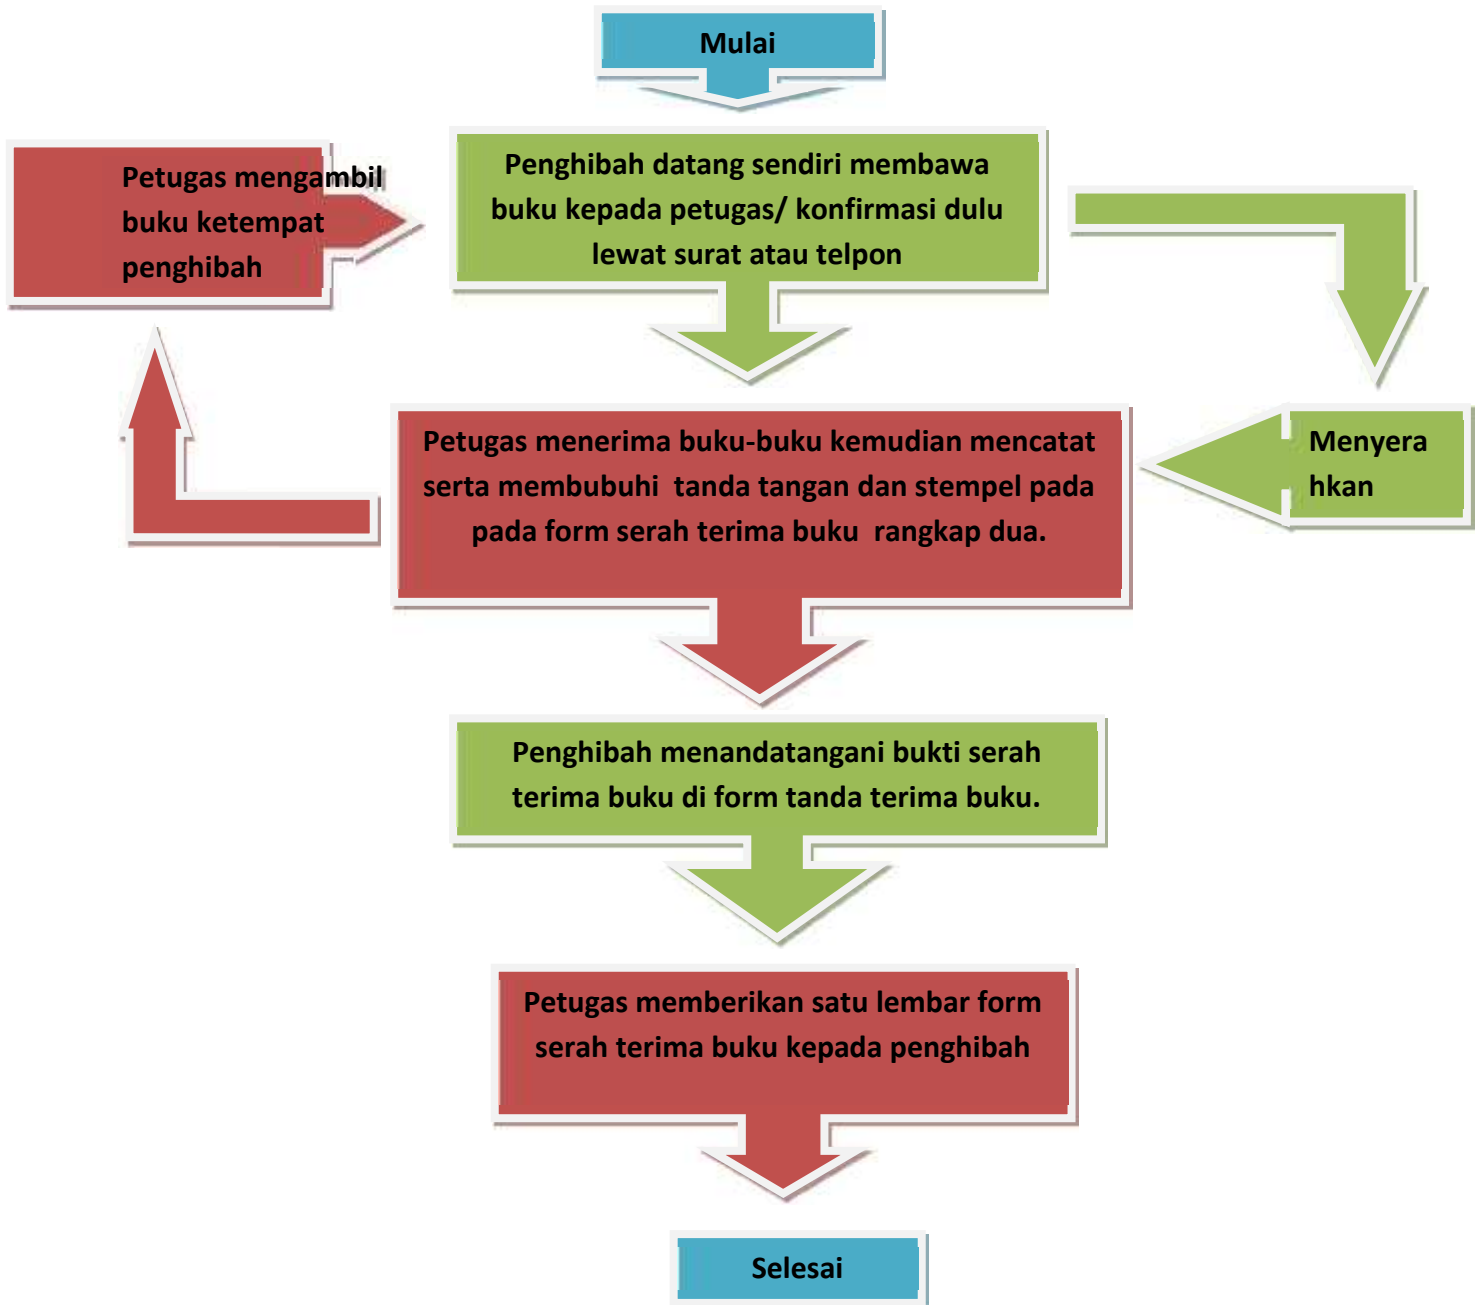 Mulai
Penghibah datang sendiri membawa
buku kepada petugas/ konfirmasi dulu
lewat surat atau telpon
Petugas mengambil
buku ketempat
penghibah
Petugas menerima buku-buku kemudian mencatat
serta membubuhi  tanda tangan dan stempel pada
pada form serah terima buku  rangkap dua.
Menyera
hkan
Penghibah menandatangani bukti serah
terima buku di form tanda terima buku.
Petugas memberikan satu lembar form
serah terima buku kepada penghibah
Selesai